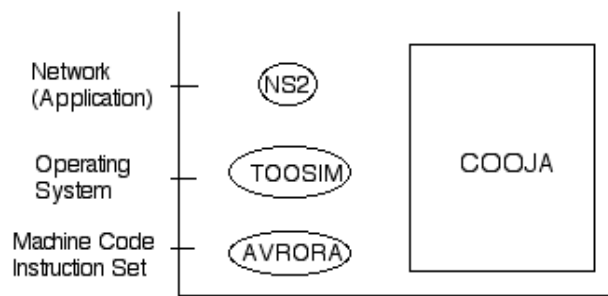 Network
(Application)
NS2
Operating
System
TOOSIM
COOJA
Machine Code
Instruction Set
AVRORA